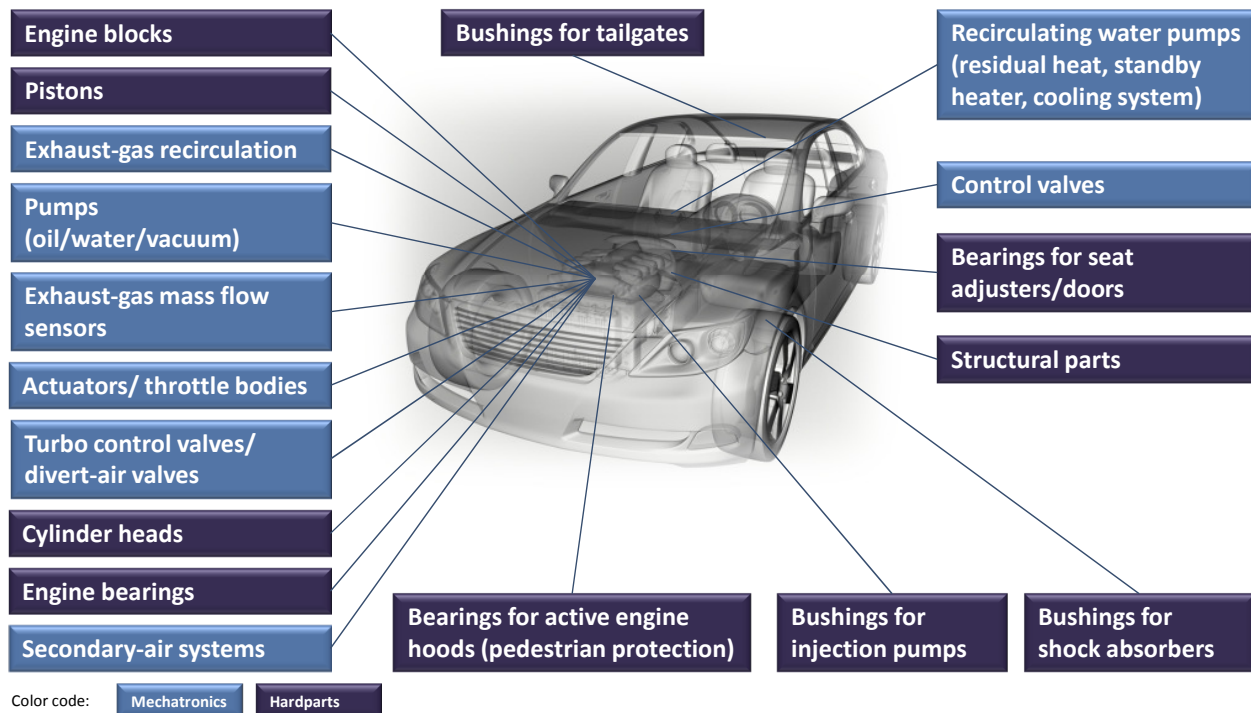 Engine blocks
Pistons
Exhaust-gas recirculation
Pumps
(oil/water/vacuum)
Exhaust-gas mass flow
sensors
Actuators/ throttle bodies
Turbo control valves/
divert-air valves
Cylinder heads
Engine bearings
Secondary-air systems
Bushings for tailgates
Recirculating water pumps
(residual heat, standby
heater, cooling system)
Control valves
Bearings for seat
adjusters/doors
Structural parts
Bearings for active engine
hoods (pedestrian protection)
Bushings for
injection pumps
Bushings for
shock absorbers
Color code:
Mechatronics
Hardparts